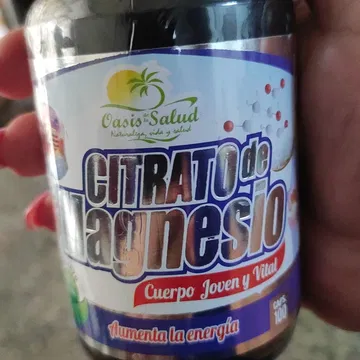 Oasis de Salud
Naturaleza, vida y salud
CITRATO de
Magnesio
Cuerpo Joven y Vital
CAPS.
100
Aumenta la energía